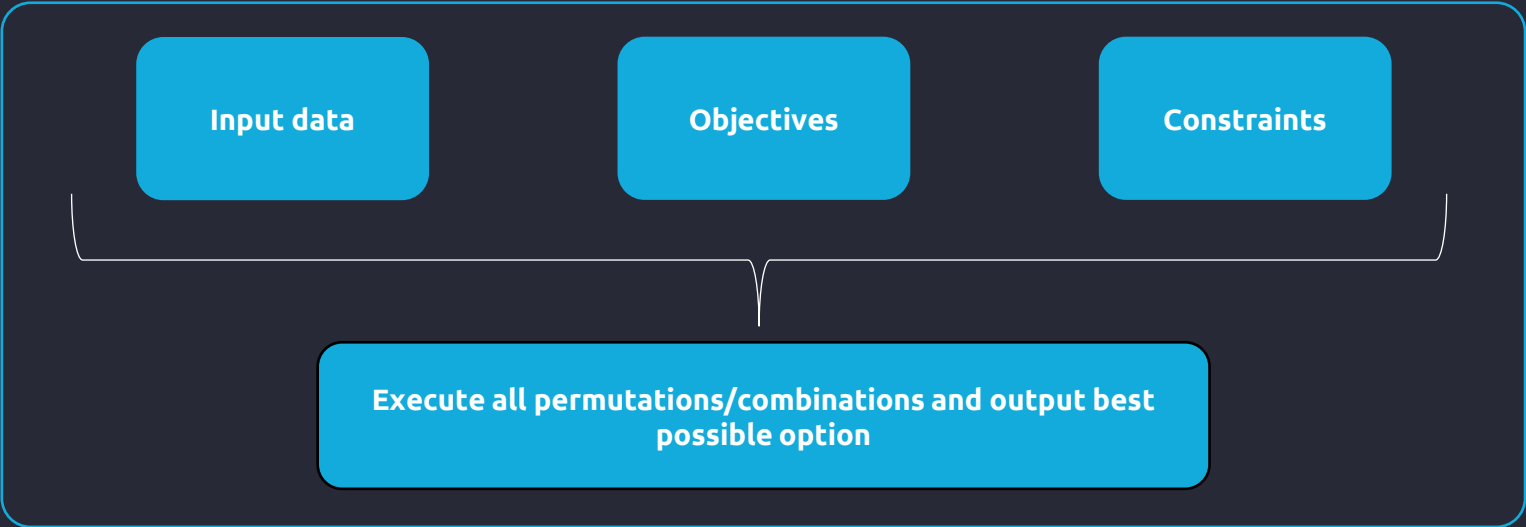 Input data
Objectives
Constraints
Execute all permutations/combinations and output best
possible option